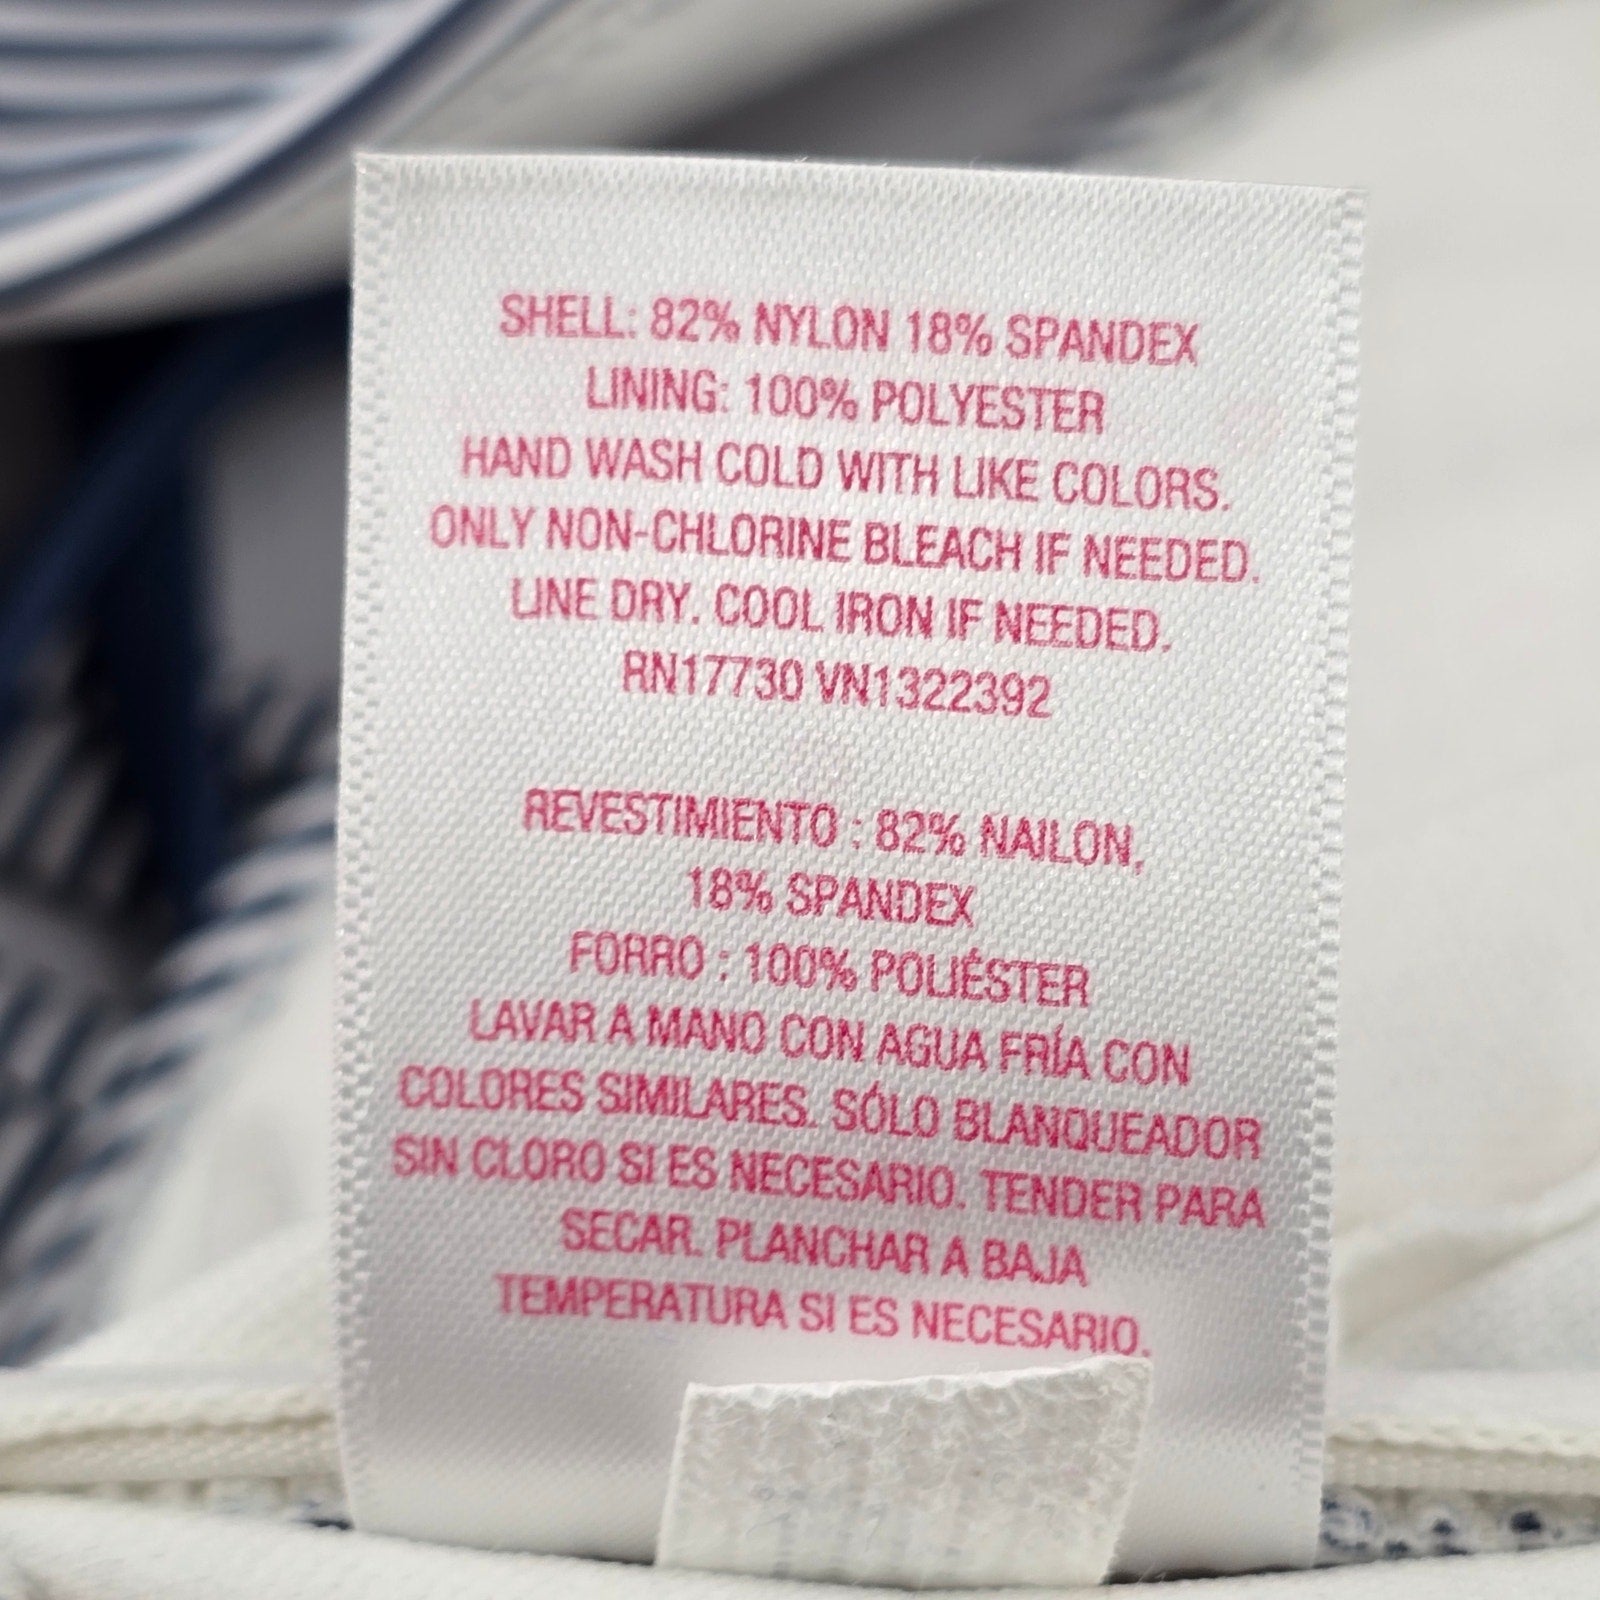 SHELL: 82% NYLON 18% SPANDEX
LINING: 100% POLYESTER
HAND WASH COLD WITH LIKE COLORS.
ONLY NON-CHLORINE BLEACH IF NEEDED.
LINE DRY. COOL IRON IF NEEDED.
RN17730 VN1322392
REVESTIMIENTO : 82% NAILON,
18% SPANDEX
FORRO : 100% POLIÉSTER
LAVAR A MANO CON AGUA FRÍA CON
COLORES SIMILARES. SÓLO BLANQUEADOR
SIN CLORO SI ES NECESARIO. TENDER PARA
SECAR. PLANCHAR A BAJA
TEMPERATURA SI ES NECESARIO.